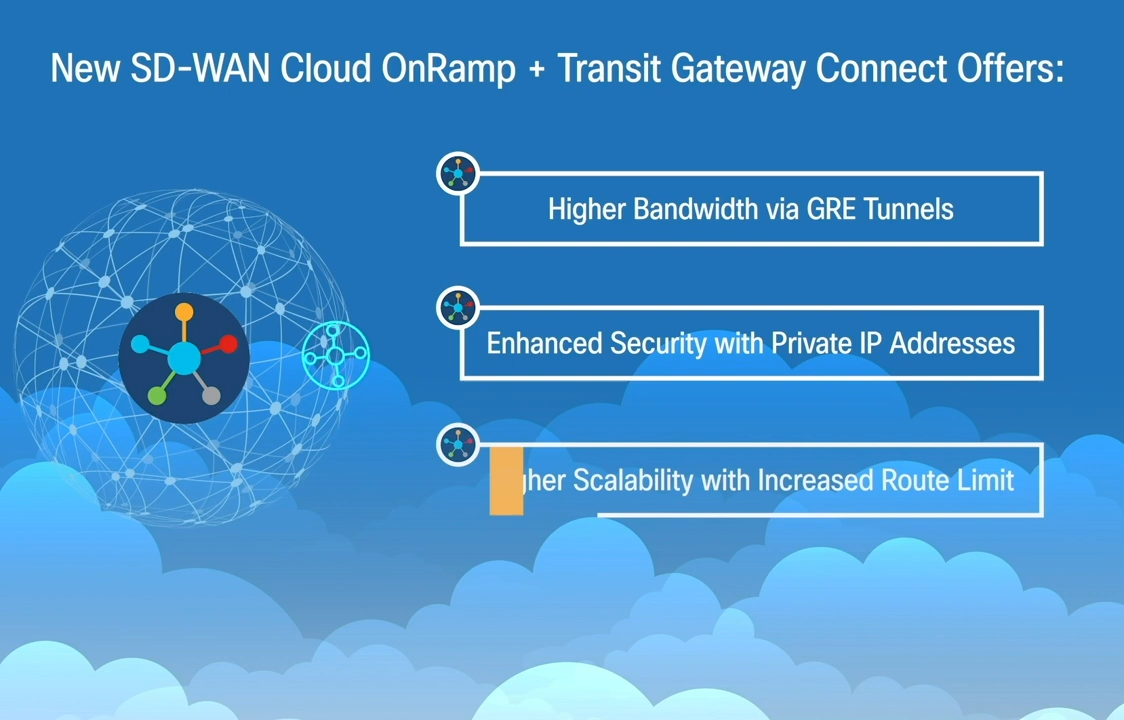 New SD-WAN Cloud OnRamp + Transit Gateway Connect Offers:
Higher Bandwidth via GRE Tunnels
Enhanced Security with Private IP Addresses
gher Scalability with Increased Route Limit